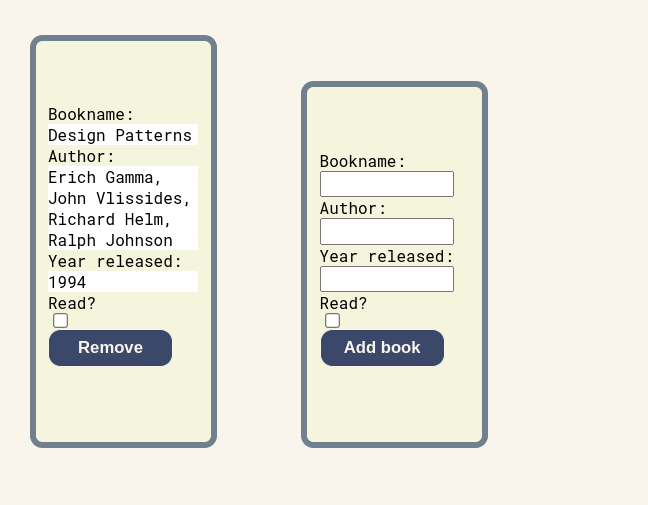 Bookname:
Design Patterns
Author:
Erich Gamma,
John Vlissides,
Richard Helm,
Ralph Johnson
Year released:
1994
Read?
Remove
Bookname:
Author:
Year released:
Read?
Add book